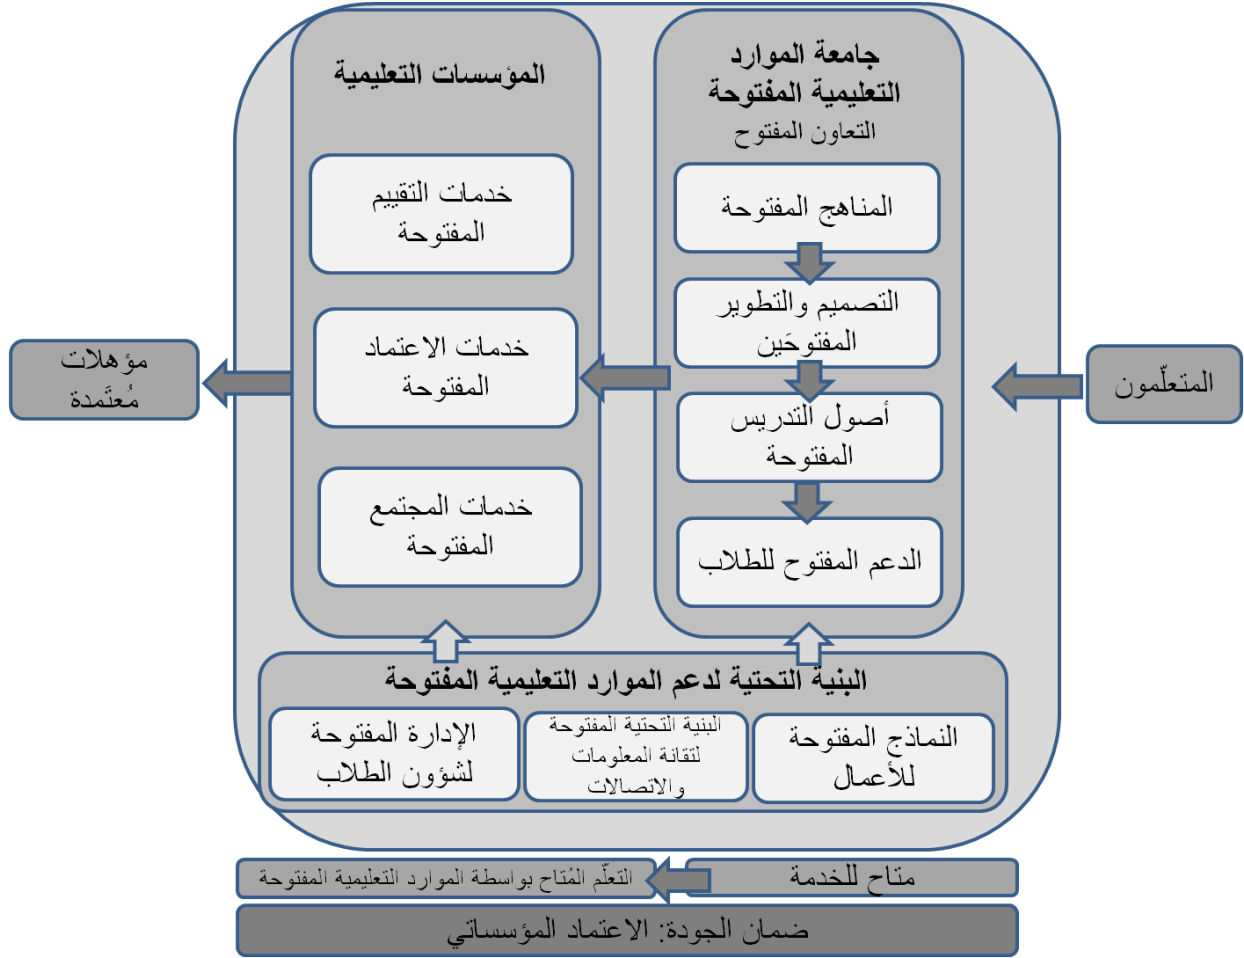 جامعة الموارد
التعليمية المفتوحة
التعاون المفتوح
المناهج المفتوحة
التصميم والتطوير
المفتوحَين
أصول التدريس
المفتوحة
الدعم المفتوح للطلاب
المؤسسات التعليمية
خدمات التقييم
المفتوحة
خدمات الاعتماد
المفتوحة
خدمات المجتمع
المفتوحة
المتعلّمون
مؤهلات
مُعتَمدة
البنية التحتية لدعم الموارد التعليمية المفتوحة
النماذج المفتوحة
للأعمال
البنية التحتية المفتوحة
لتقانة المعلومات
والاتصالات
الإدارة المفتوحة
لشؤون الطلاب
متاح للخدمة
التعلّم المُتاح بواسطة الموارد التعليمية المفتوحة
ضمان الجودة: الاعتماد المؤسساتي